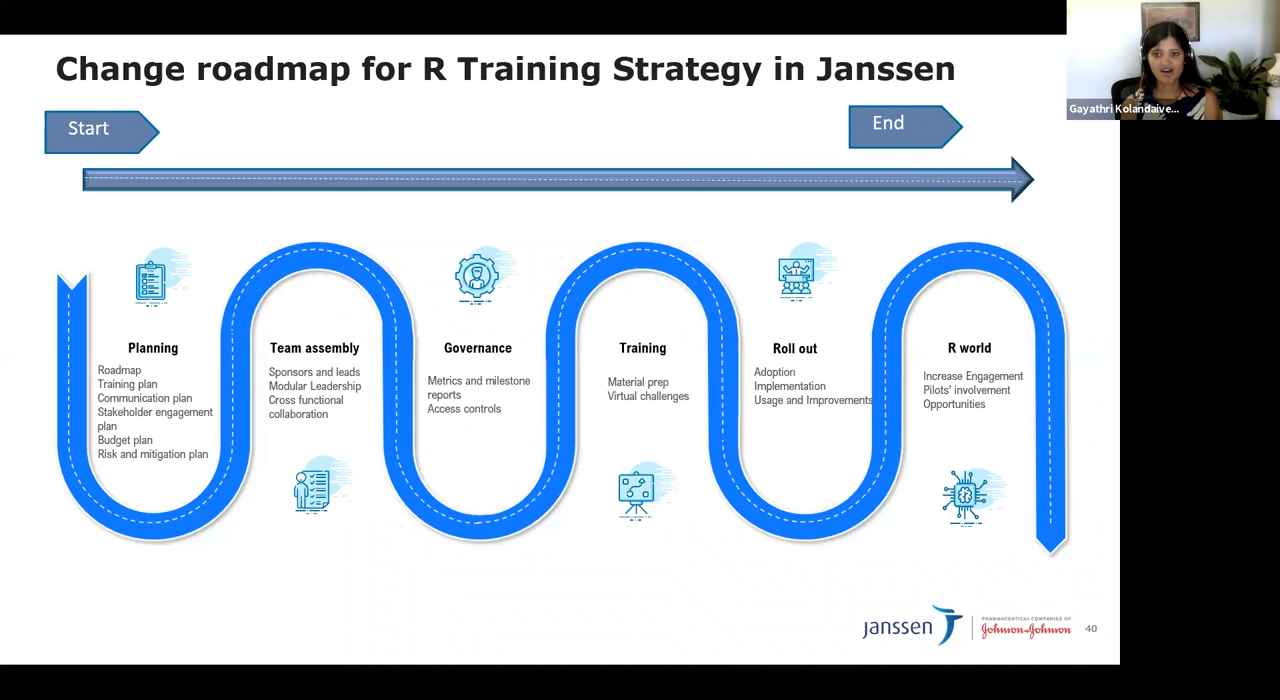 Change roadmap for R Training Strategy in Janssen
Gayathri Kolandaive...
Start
End
Planning
Roadmap
Training plan
Communication plan
Stakeholder engagement
plan
Budget plan
Risk and mitigation plan
Team assembly
Sponsors and leads
Modular Leadership
Cross functional
collaboration
Governance
Metrics and milestone
reports
Access controls
Training
Material prep
Virtual challenges
Roll out
Adoption
Implementation
Usage and Improvements
R world
Increase Engagement
Pilots' involvement
Opportunities
janssen
PHARMACEUTICAL COMPANIES OF
Johnson & Johnson
40